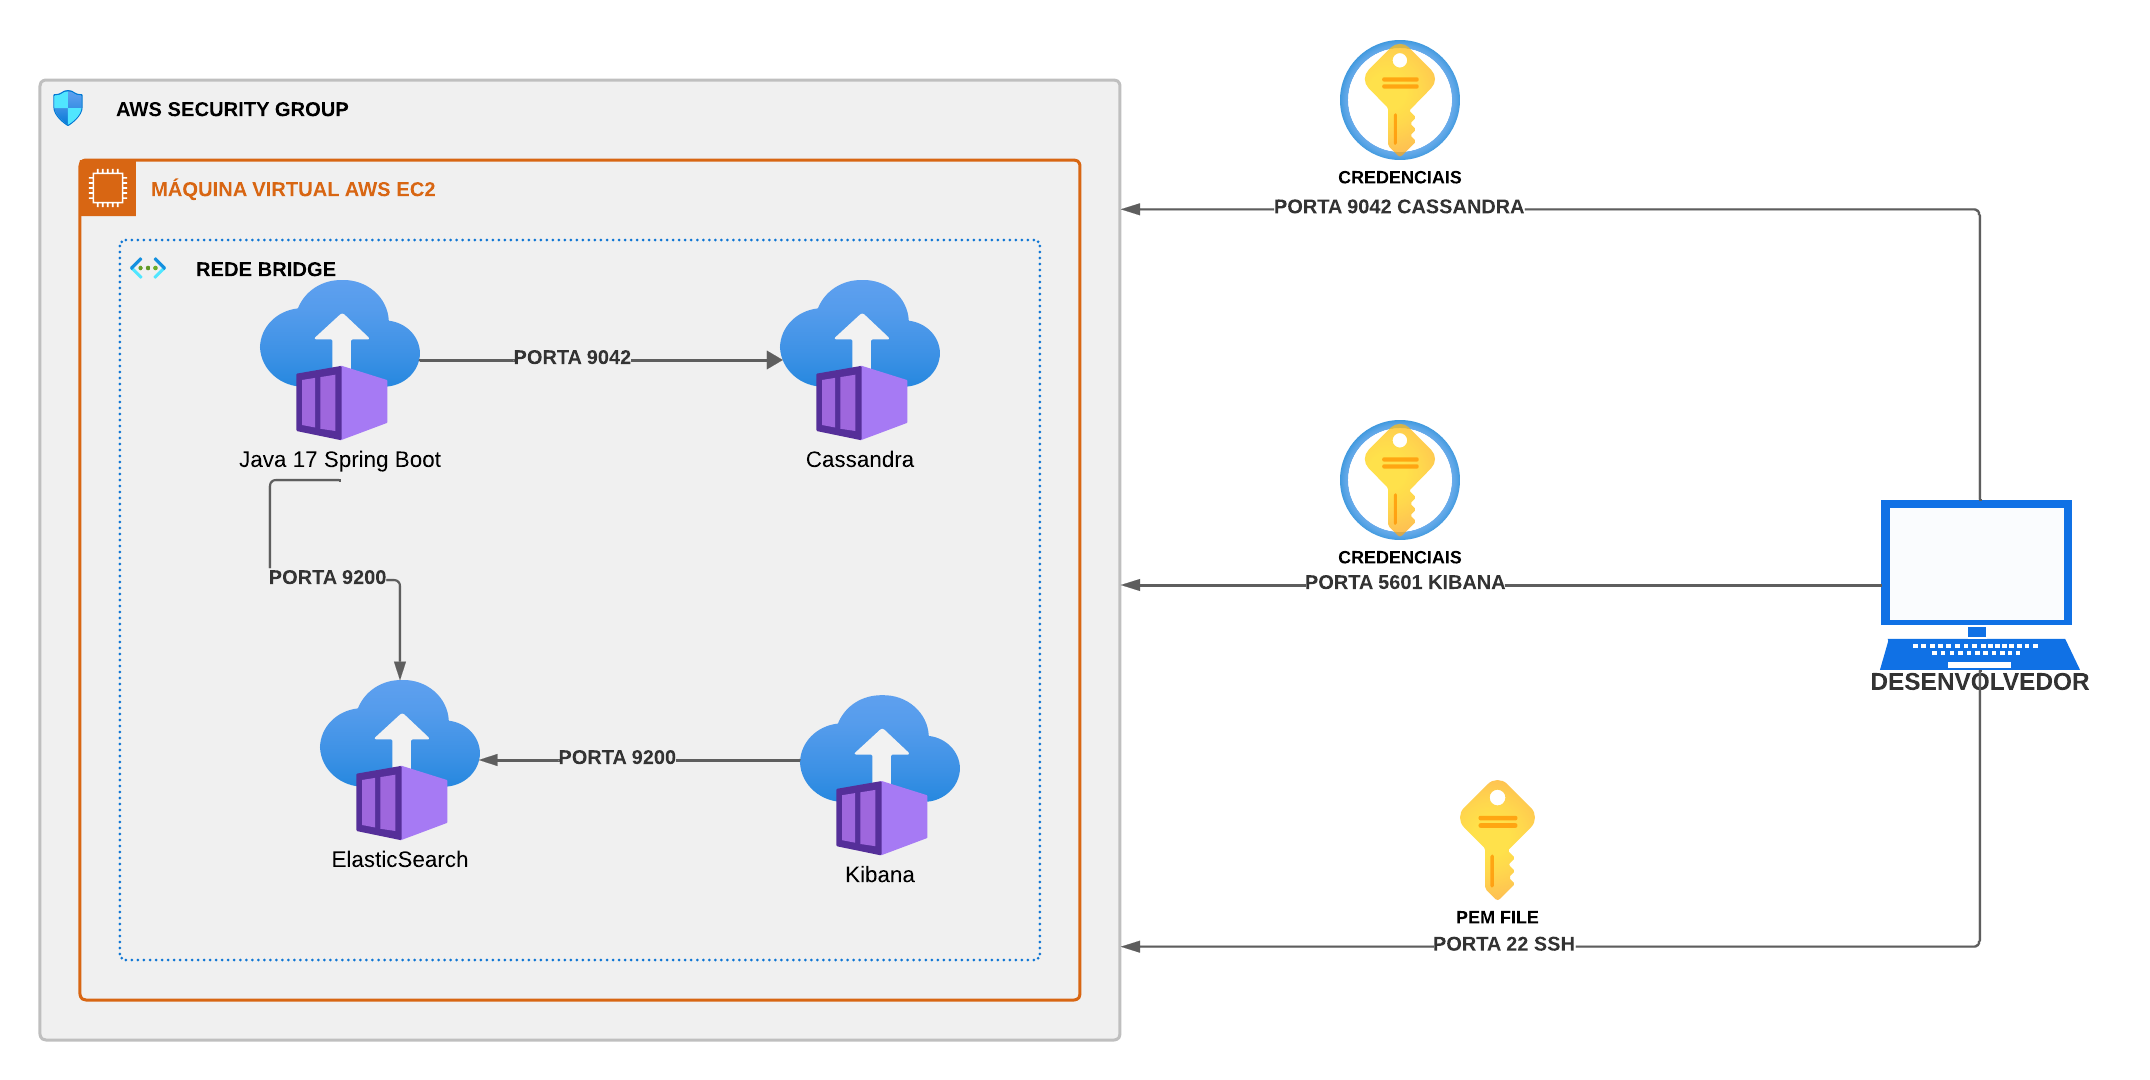 AWS SECURITY GROUP
MÁQUINA VIRTUAL AWS EC2
REDE BRIDGE
PORTA 9042
Java 17 Spring Boot
Cassandra
PORTA 9200
PORTA 9200
ElasticSearch
Kibana
CREDENCIAIS
PORTA 9042 CASSANDRA
CREDENCIAIS
PORTA 5601 KIBANA
DESENVOLVEDOR
PEM FILE
PORTA 22 SSH